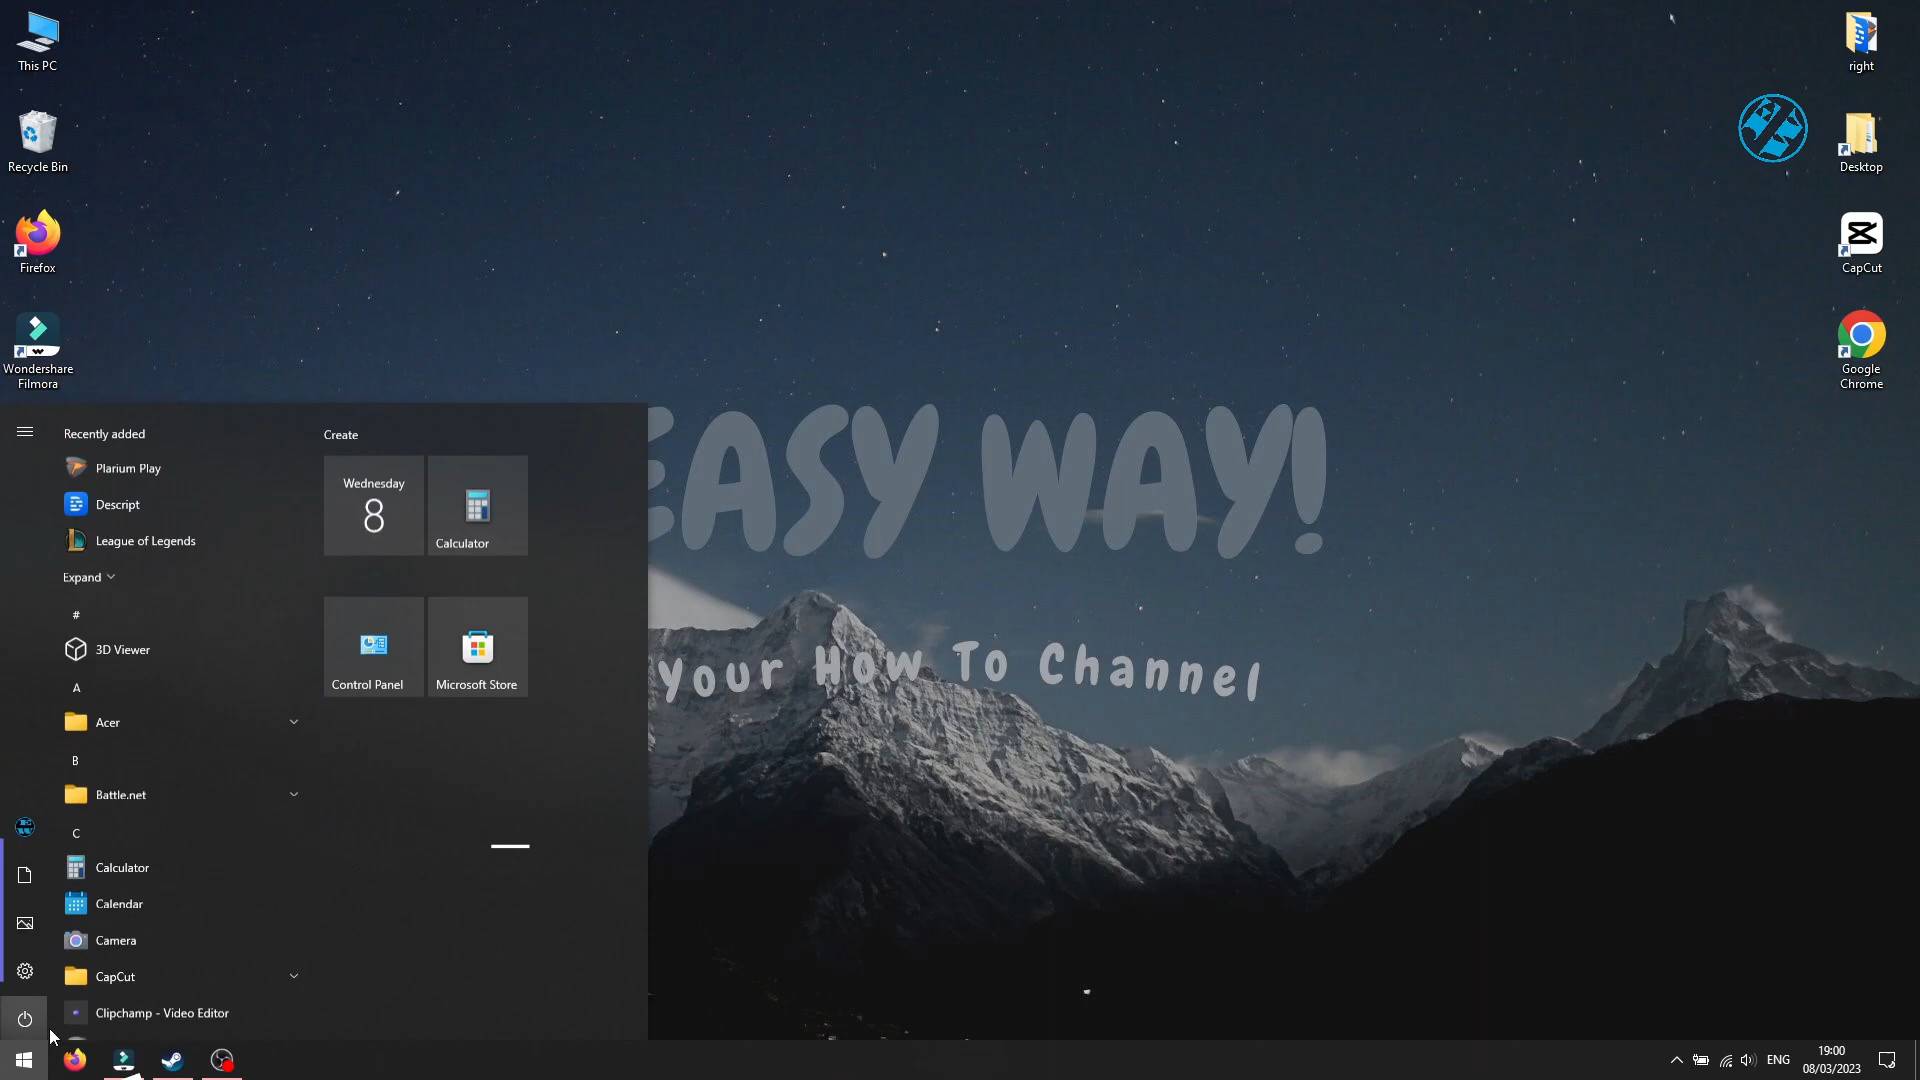 This PC
Recycle Bin
Firefox
Wondershare
Filmora
right
Desktop
CapCut
Google
Chrome
EASY WAY!
your How To Channel
Recently added
Plarium Play
Descript
League of Legends
Expand
#
3D Viewer
A
Acer
B
Battle.net
C
Calculator
Calendar
Camera
CapCut
Clipchamp - Video Editor
Create
Wednesday
8
Calculator
Control Panel
Microsoft Store
ENG
19:00
08/03/2023